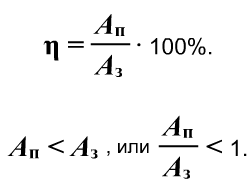 η = Aп/Aз · 100%.
Aп < Aз , или Aп/Aз < 1.